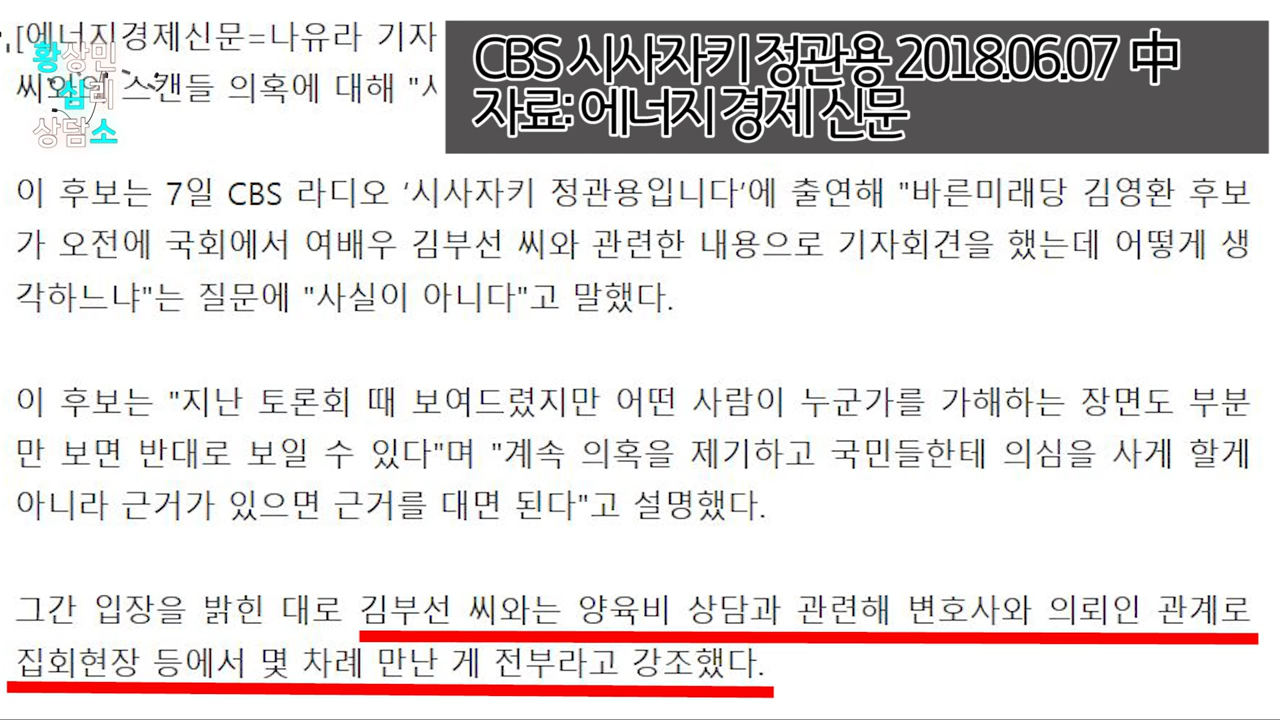 [에너지경제신문=나유라 기자
황상민
심리
상담소
스캔들 의혹에 대해
CBS 시사자키 정관용 2018.06.07 中
자료: 에너지 경제 신문
이 후보는 7일 CBS 라디오 ‘시사자키 정관용입니다’에 출연해 "바른미래당 김영환 후보
가 오전에 국회에서 여배우 김부선 씨와 관련한 내용으로 기자회견을 했는데 어떻게 생
각하느냐"는 질문에 "사실이 아니다"고 말했다.
이 후보는 "지난 토론회 때 보여드렸지만 어떤 사람이 누군가를 가해하는 장면도 부분
만 보면 반대로 보일 수 있다"며 "계속 의혹을 제기하고 국민들한테 의심을 사게 할게
아니라 근거가 있으면 근거를 대면 된다"고 설명했다.
그간 입장을 밝힌 대로 김부선 씨와는 양육비 상담과 관련해 변호사와 의뢰인 관계로
집회현장 등에서 몇 차례 만난 게 전부라고 강조했다.